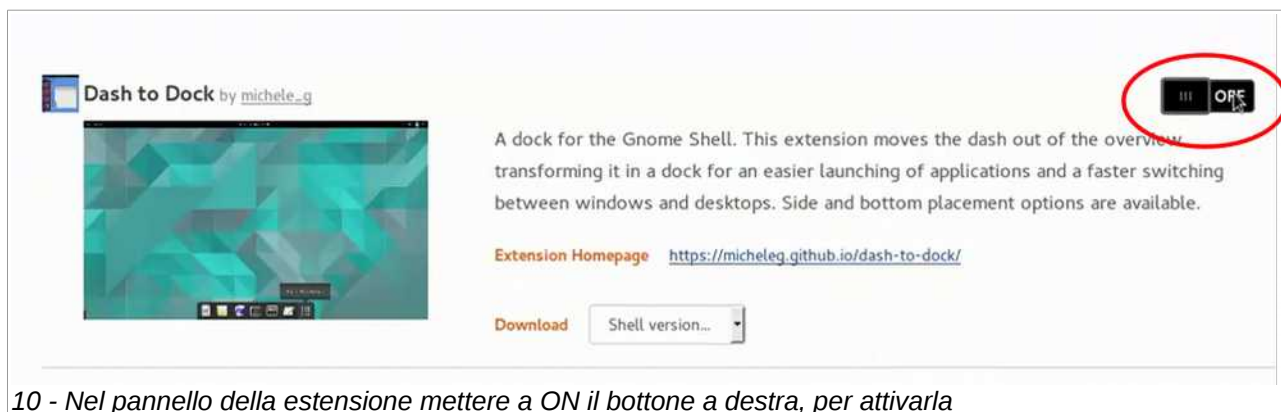 Dash to Dock by michele_g
OFF
A dock for the Gnome Shell. This extension moves the dash out of the overview
transforming it in a dock for an easier launching of applications and a faster switching
between windows and desktops. Side and bottom placement options are available.
Extension Homepage https://micheleg.github.io/dash-to-dock/
Download Shell version...
10 - Nel pannello della estensione mettere a ON il bottone a destra, per attivarla